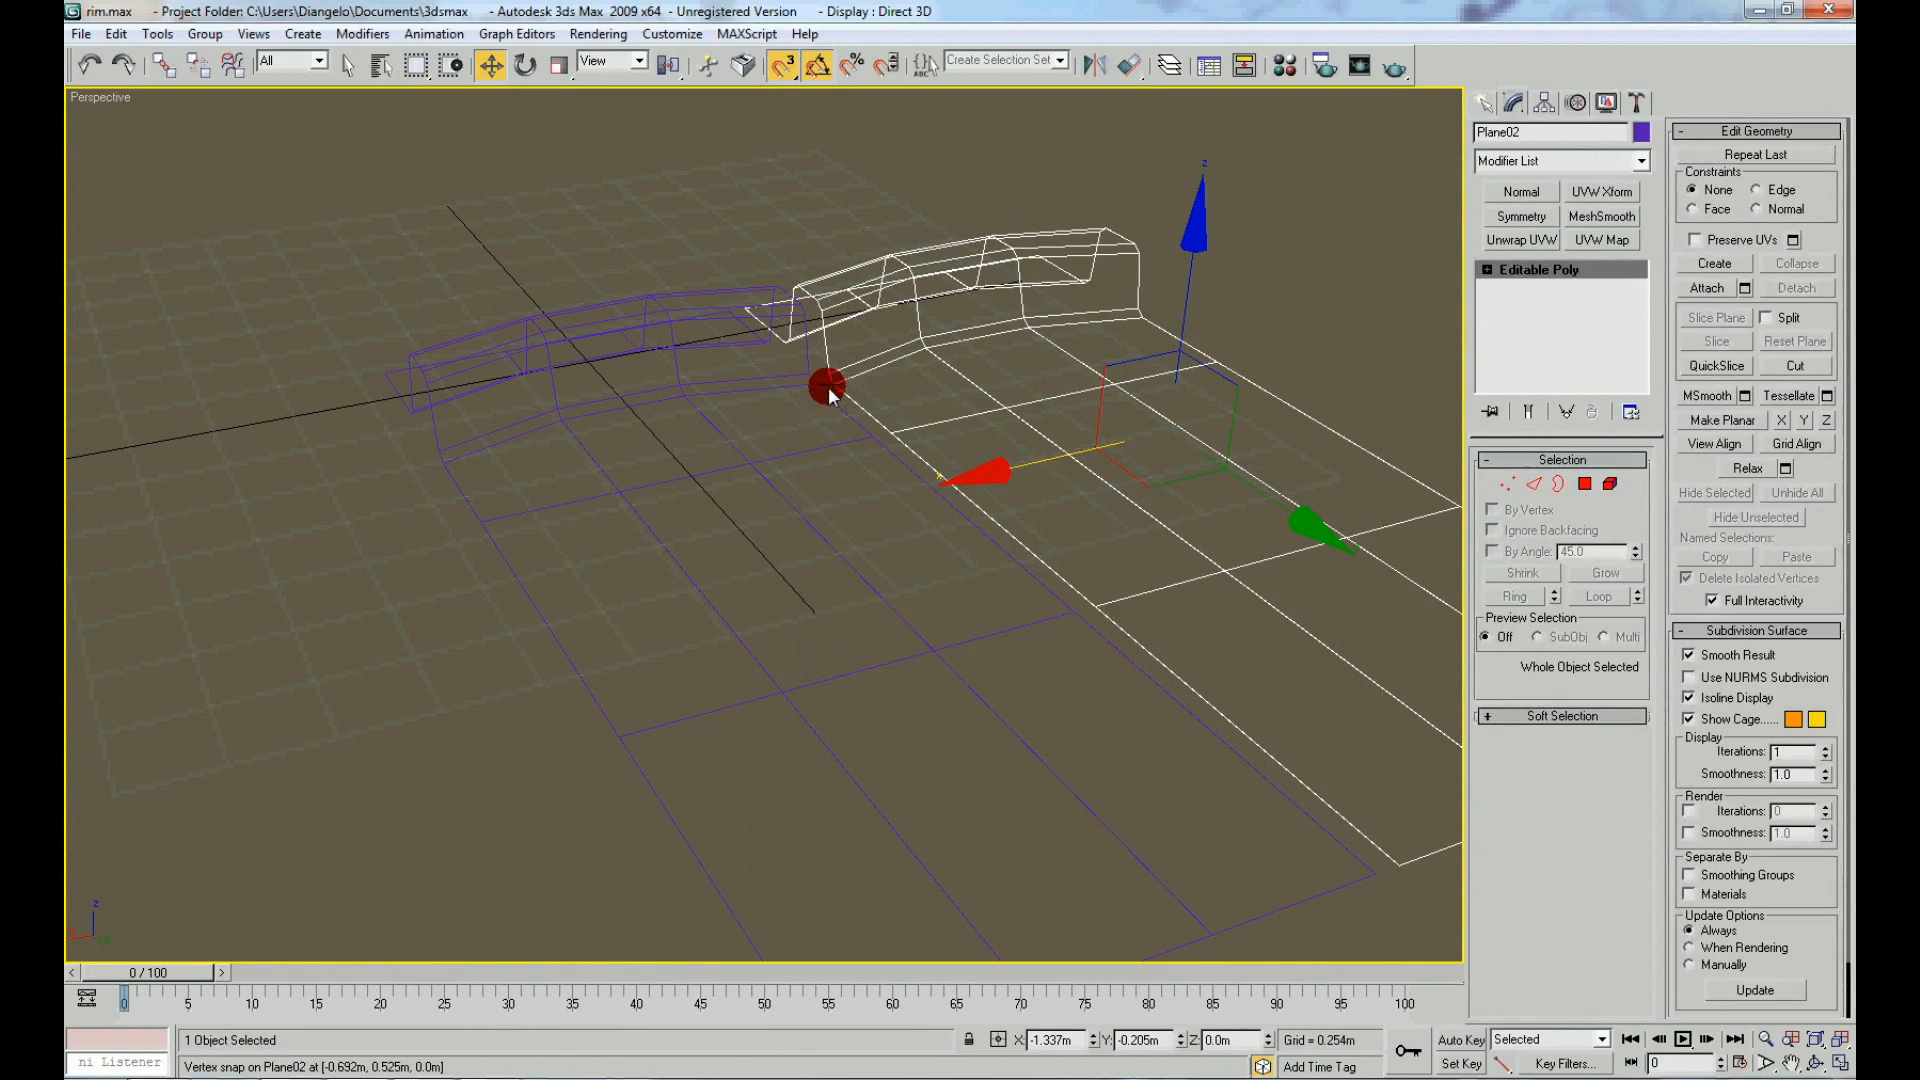 rim.max - Project Folder: C:\Users\Diangelo\Documents\3dsmax - Autodesk 3ds Max 2009 x64 - Unregistered Version - Display : Direct 3D
File Edit Tools Group Views Create Modifiers Animation Graph Editors Rendering Customize MAXScript Help
All View 3 ABC Create Selection Set
Perspective
z
Plane02
Modifier List
Normal UVW Xform
Symmetry MeshSmooth
Unwrap UVW UVW Map
Editable Poly
- Selection
By Vertex
Ignore Backfacing
By Angle: 45.0
Shrink Grow
Ring Loop
Preview Selection
Off SubObj Multi
Whole Object Selected
+ Soft Selection
- Edit Geometry
Repeat Last
Constraints
None Edge
Face Normal
Preserve UVs
Create Collapse
Attach Detach
Slice Plane Split
Slice Reset Plane
QuickSlice Cut
MSmooth Tessellate
Make Planar X Y Z
View Align Grid Align
Relax
Hide Selected Unhide All
Hide Unselected
Named Selections:
Copy Paste
Delete Isolated Vertices
Full Interactivity
- Subdivision Surface
Smooth Result
Use NURMS Subdivision
Isoline Display
Show Cage......
Display
Iterations: 1
Smoothness: 1.0
Render
Iterations: 0
Smoothness: 1.0
Separate By
Smoothing Groups
Materials
Update Options
Always
When Rendering
Manually
Update
z
x y
< 0 / 100 >
0 5 10 15 20 25 30 35 40 45 50 55 60 65 70 75 80 85 90 95 100
1 Object Selected X: -1.337m Y: -0.205m Z: 0.0m Grid = 0.254m Auto Key Selected
ni Listener Vertex snap on Plane02 at [-0.692m, 0.525m, 0.0m] Add Time Tag Set Key Key Filters... 0